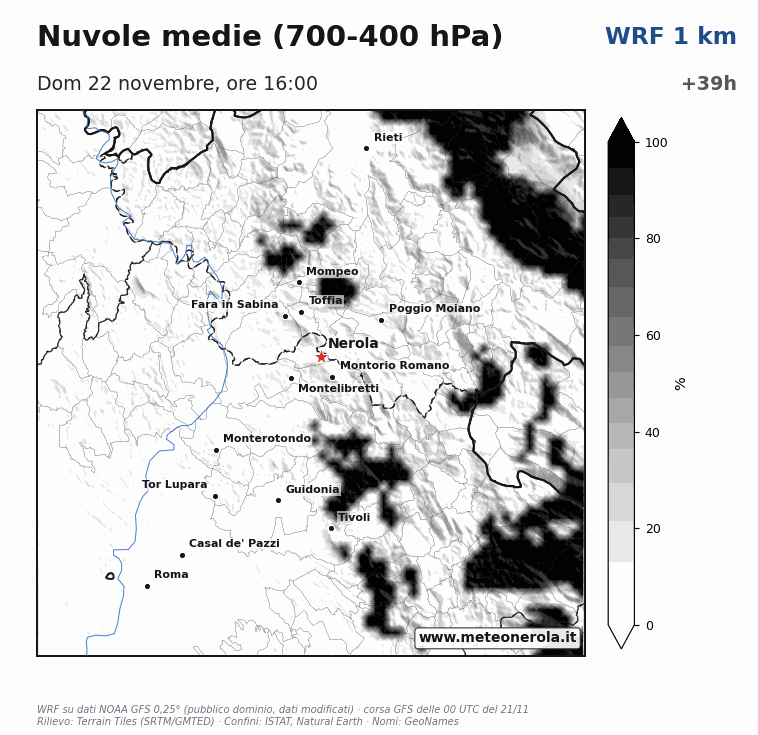 Nuvole medie (700-400 hPa)
WRF 1 km
Dom 22 novembre, ore 16:00
+39h
Rieti
Mompeo
Toffia
Fara in Sabina
Poggio Moiano
Nerola
Montorio Romano
Montelibretti
Monterotondo
Tor Lupara
Guidonia
Tivoli
Casal de' Pazzi
Roma
www.meteonerola.it
100
80
60
40
20
0
%
WRF su dati NOAA GFS 0,25° (pubblico dominio, dati modificati) · corsa GFS delle 00 UTC del 21/11
Rilievo: Terrain Tiles (SRTM/GMTED) · Confini: ISTAT, Natural Earth · Nomi: GeoNames